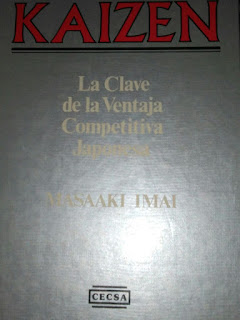 KAIZEN
La Clave
de la Ventaja
Competitiva
Japonesa
MASAAKI IMAI
CECSA